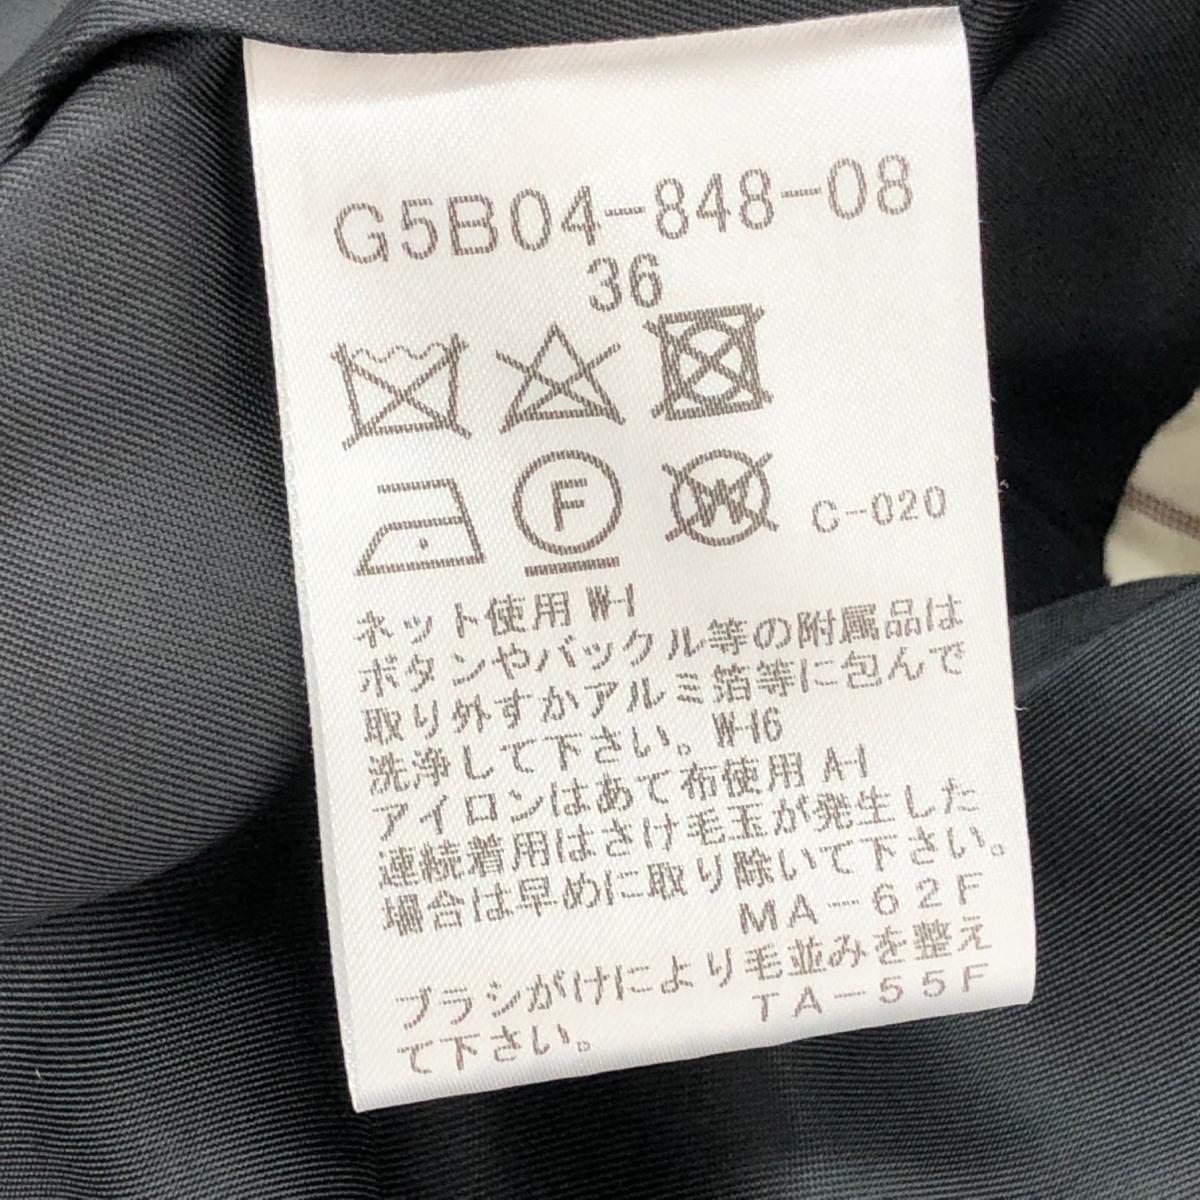 G5B04-848-08
36
F W C-020
ネット使用 W-1
ボタンやバックル等の附属品は
取り外すかアルミ箔等に包んで
洗浄して下さい。W-16
アイロンはあて布使用 A-1
連続着用はさけ毛玉が発生した
場合は早めに取り除いて下さい。
MA-62F
ブラシがけにより毛並みを整え
て下さい。 TA-55F